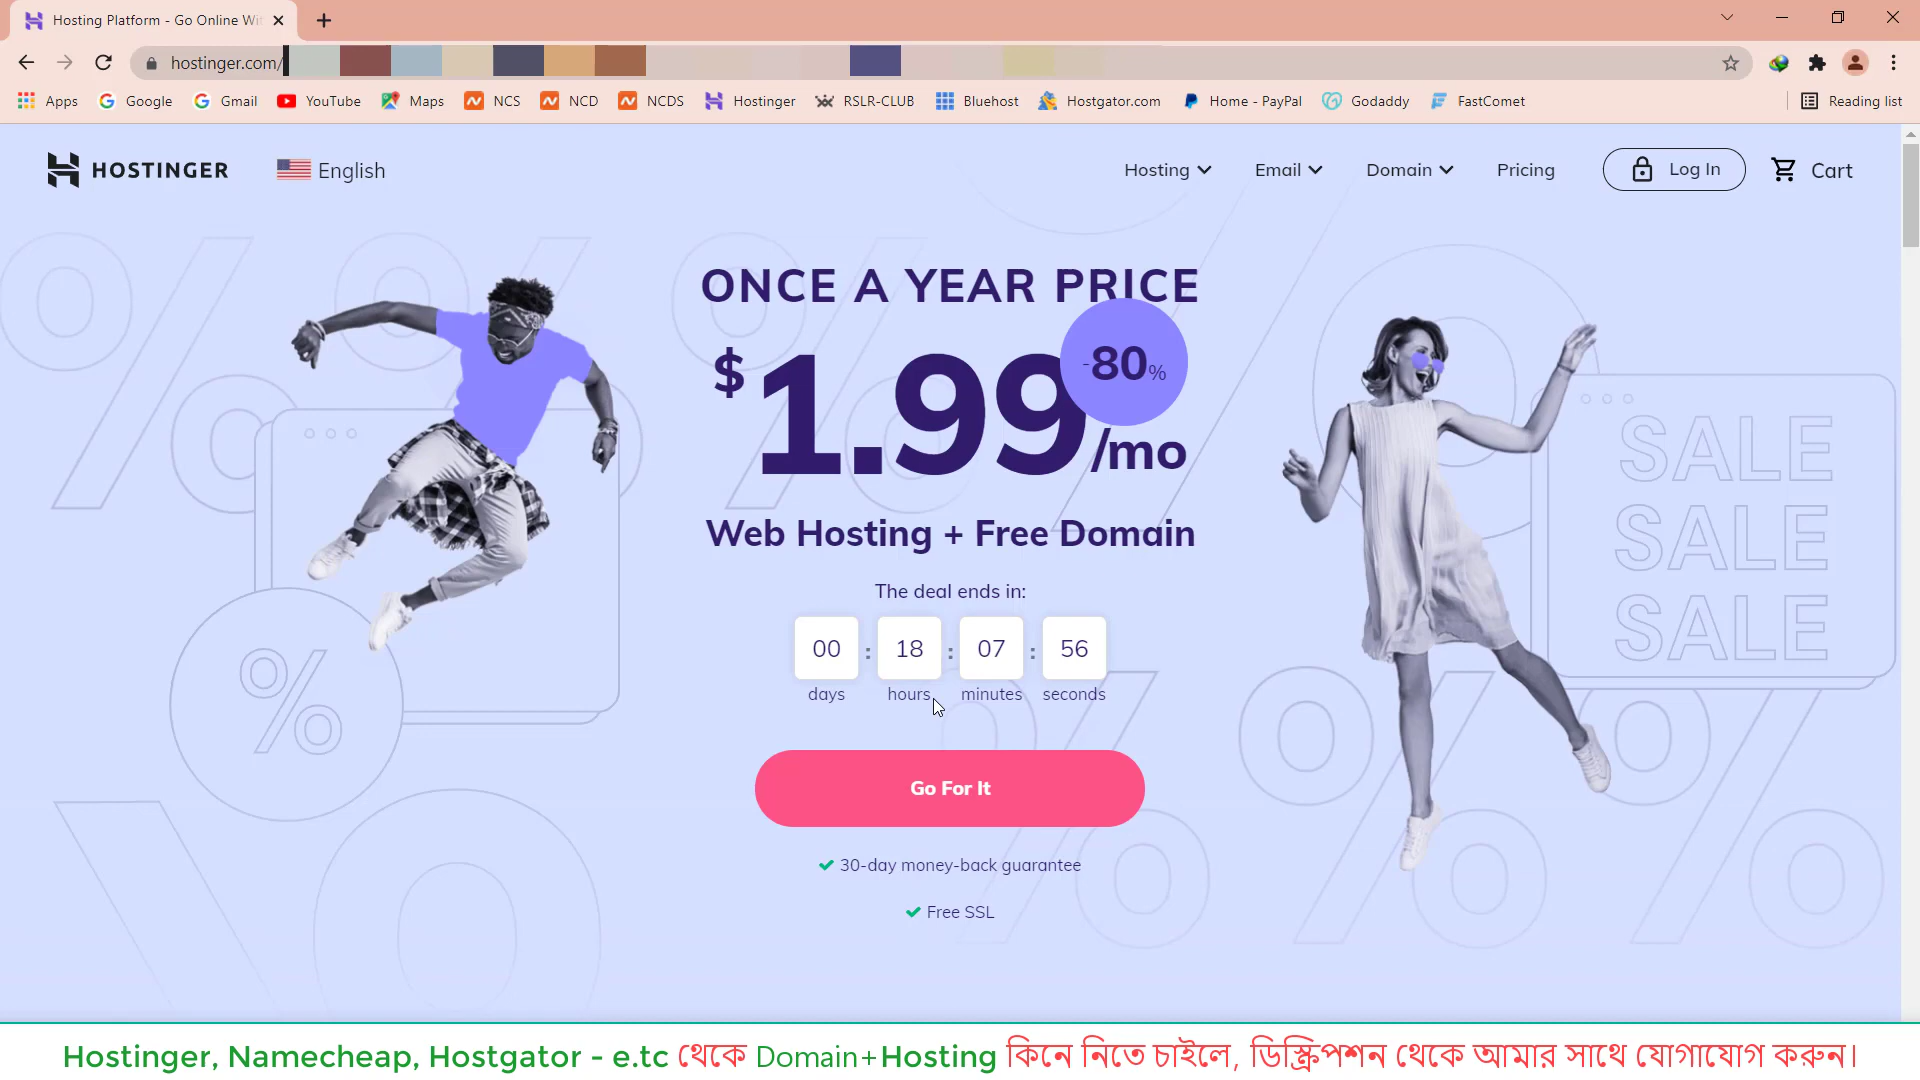 Hosting Platform - Go Online Wit
hostinger.com/
Apps Google Gmail YouTube Maps NCS NCD NCDS Hostinger RSLR-CLUB Bluehost Hostgator.com Home - PayPal Godaddy FastComet Reading list
HOSTINGER English Hosting Email Domain Pricing Log In Cart
ONCE A YEAR PRICE
$1.99/mo
-80%
Web Hosting + Free Domain
The deal ends in:
00 : 18 : 07 : 56
days hours minutes seconds
Go For It
30-day money-back guarantee
Free SSL
SALE
SALE
SALE
Hostinger, Namecheap, Hostgator - e.tc থেকে Domain+Hosting কিনে নিতে চাইলে, ডিস্ক্রিপশন থেকে আমার সাথে যোগাযোগ করুন।